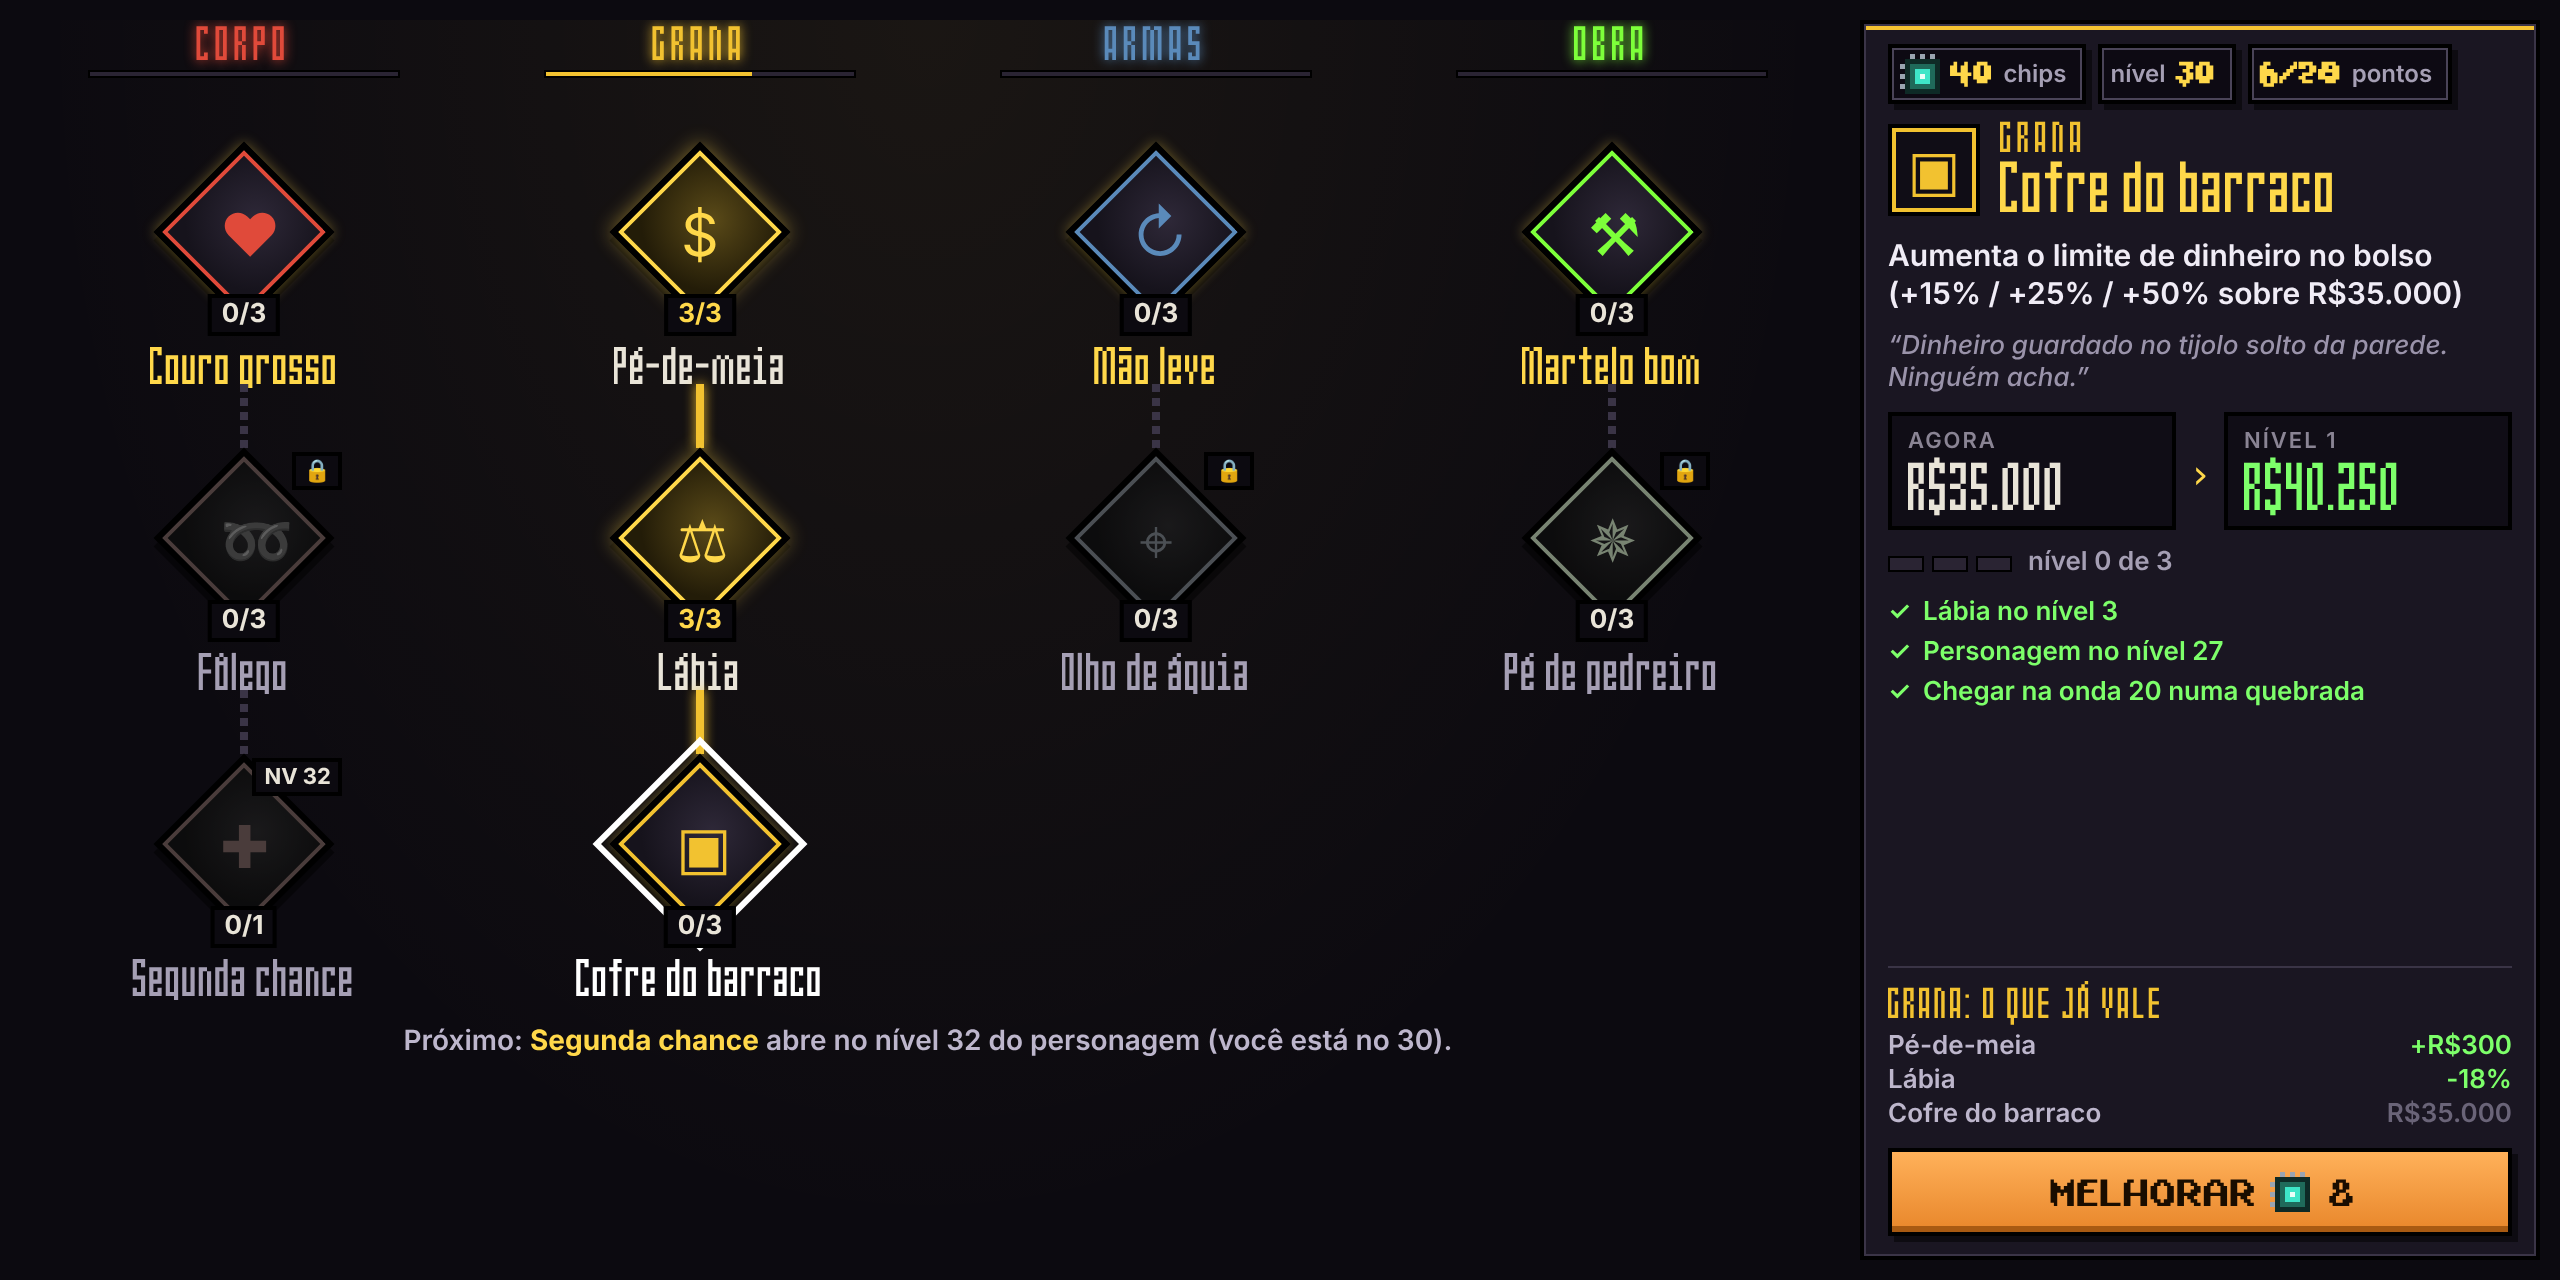 CORPO
GRANA
ARMAS
OBRA
$
0/3
3/3
0/3
0/3
Couro grosso
Pé-de-meia
Mão leve
Martelo bom
0/3
3/3
0/3
0/3
Fôlego
Lábia
Olho de águia
Pé de pedreiro
NV 32
0/1
0/3
Segunda chance
Cofre do barraco
Próximo: Segunda chance abre no nível 32 do personagem (você está no 30).
40 chips
nível 30
6/29 pontos
GRANA
Cofre do barraco
Aumenta o limite de dinheiro no bolso
(+15% / +25% / +50% sobre R$35.000)
“Dinheiro guardado no tijolo solto da parede.
Ninguém acha.”
AGORA
R$35.000
›
NÍVEL 1
R$40.250
nível 0 de 3
✓ Lábia no nível 3
✓ Personagem no nível 27
✓ Chegar na onda 20 numa quebrada
GRANA: O QUE JÁ VALE
Pé-de-meia +R$300
Lábia -18%
Cofre do barraco R$35.000
MELHORAR 8